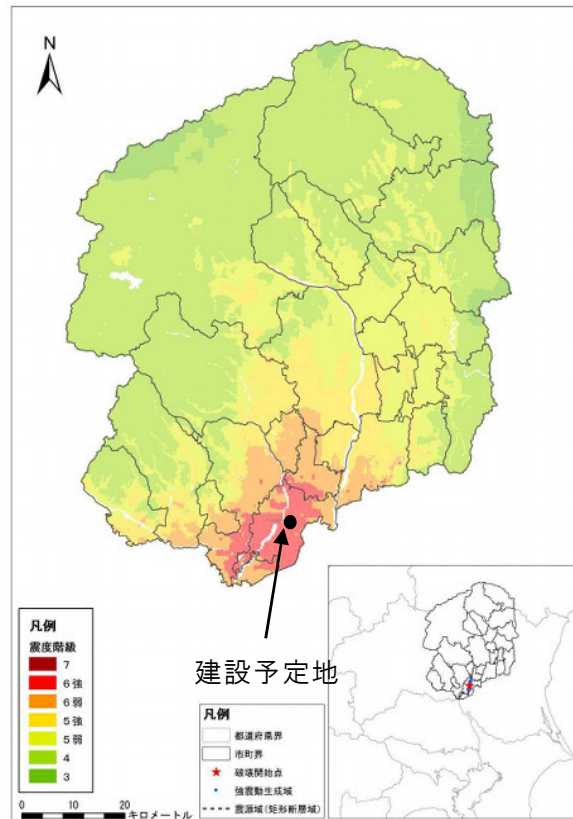 N
建設予定地
凡例
震度階級
7
6強
6弱
5強
5弱
4
3
0
10
20
キロメートル
凡例
都道府県界
市町界
破壊開始点
強震動生成域
震源域(矩形断層域)